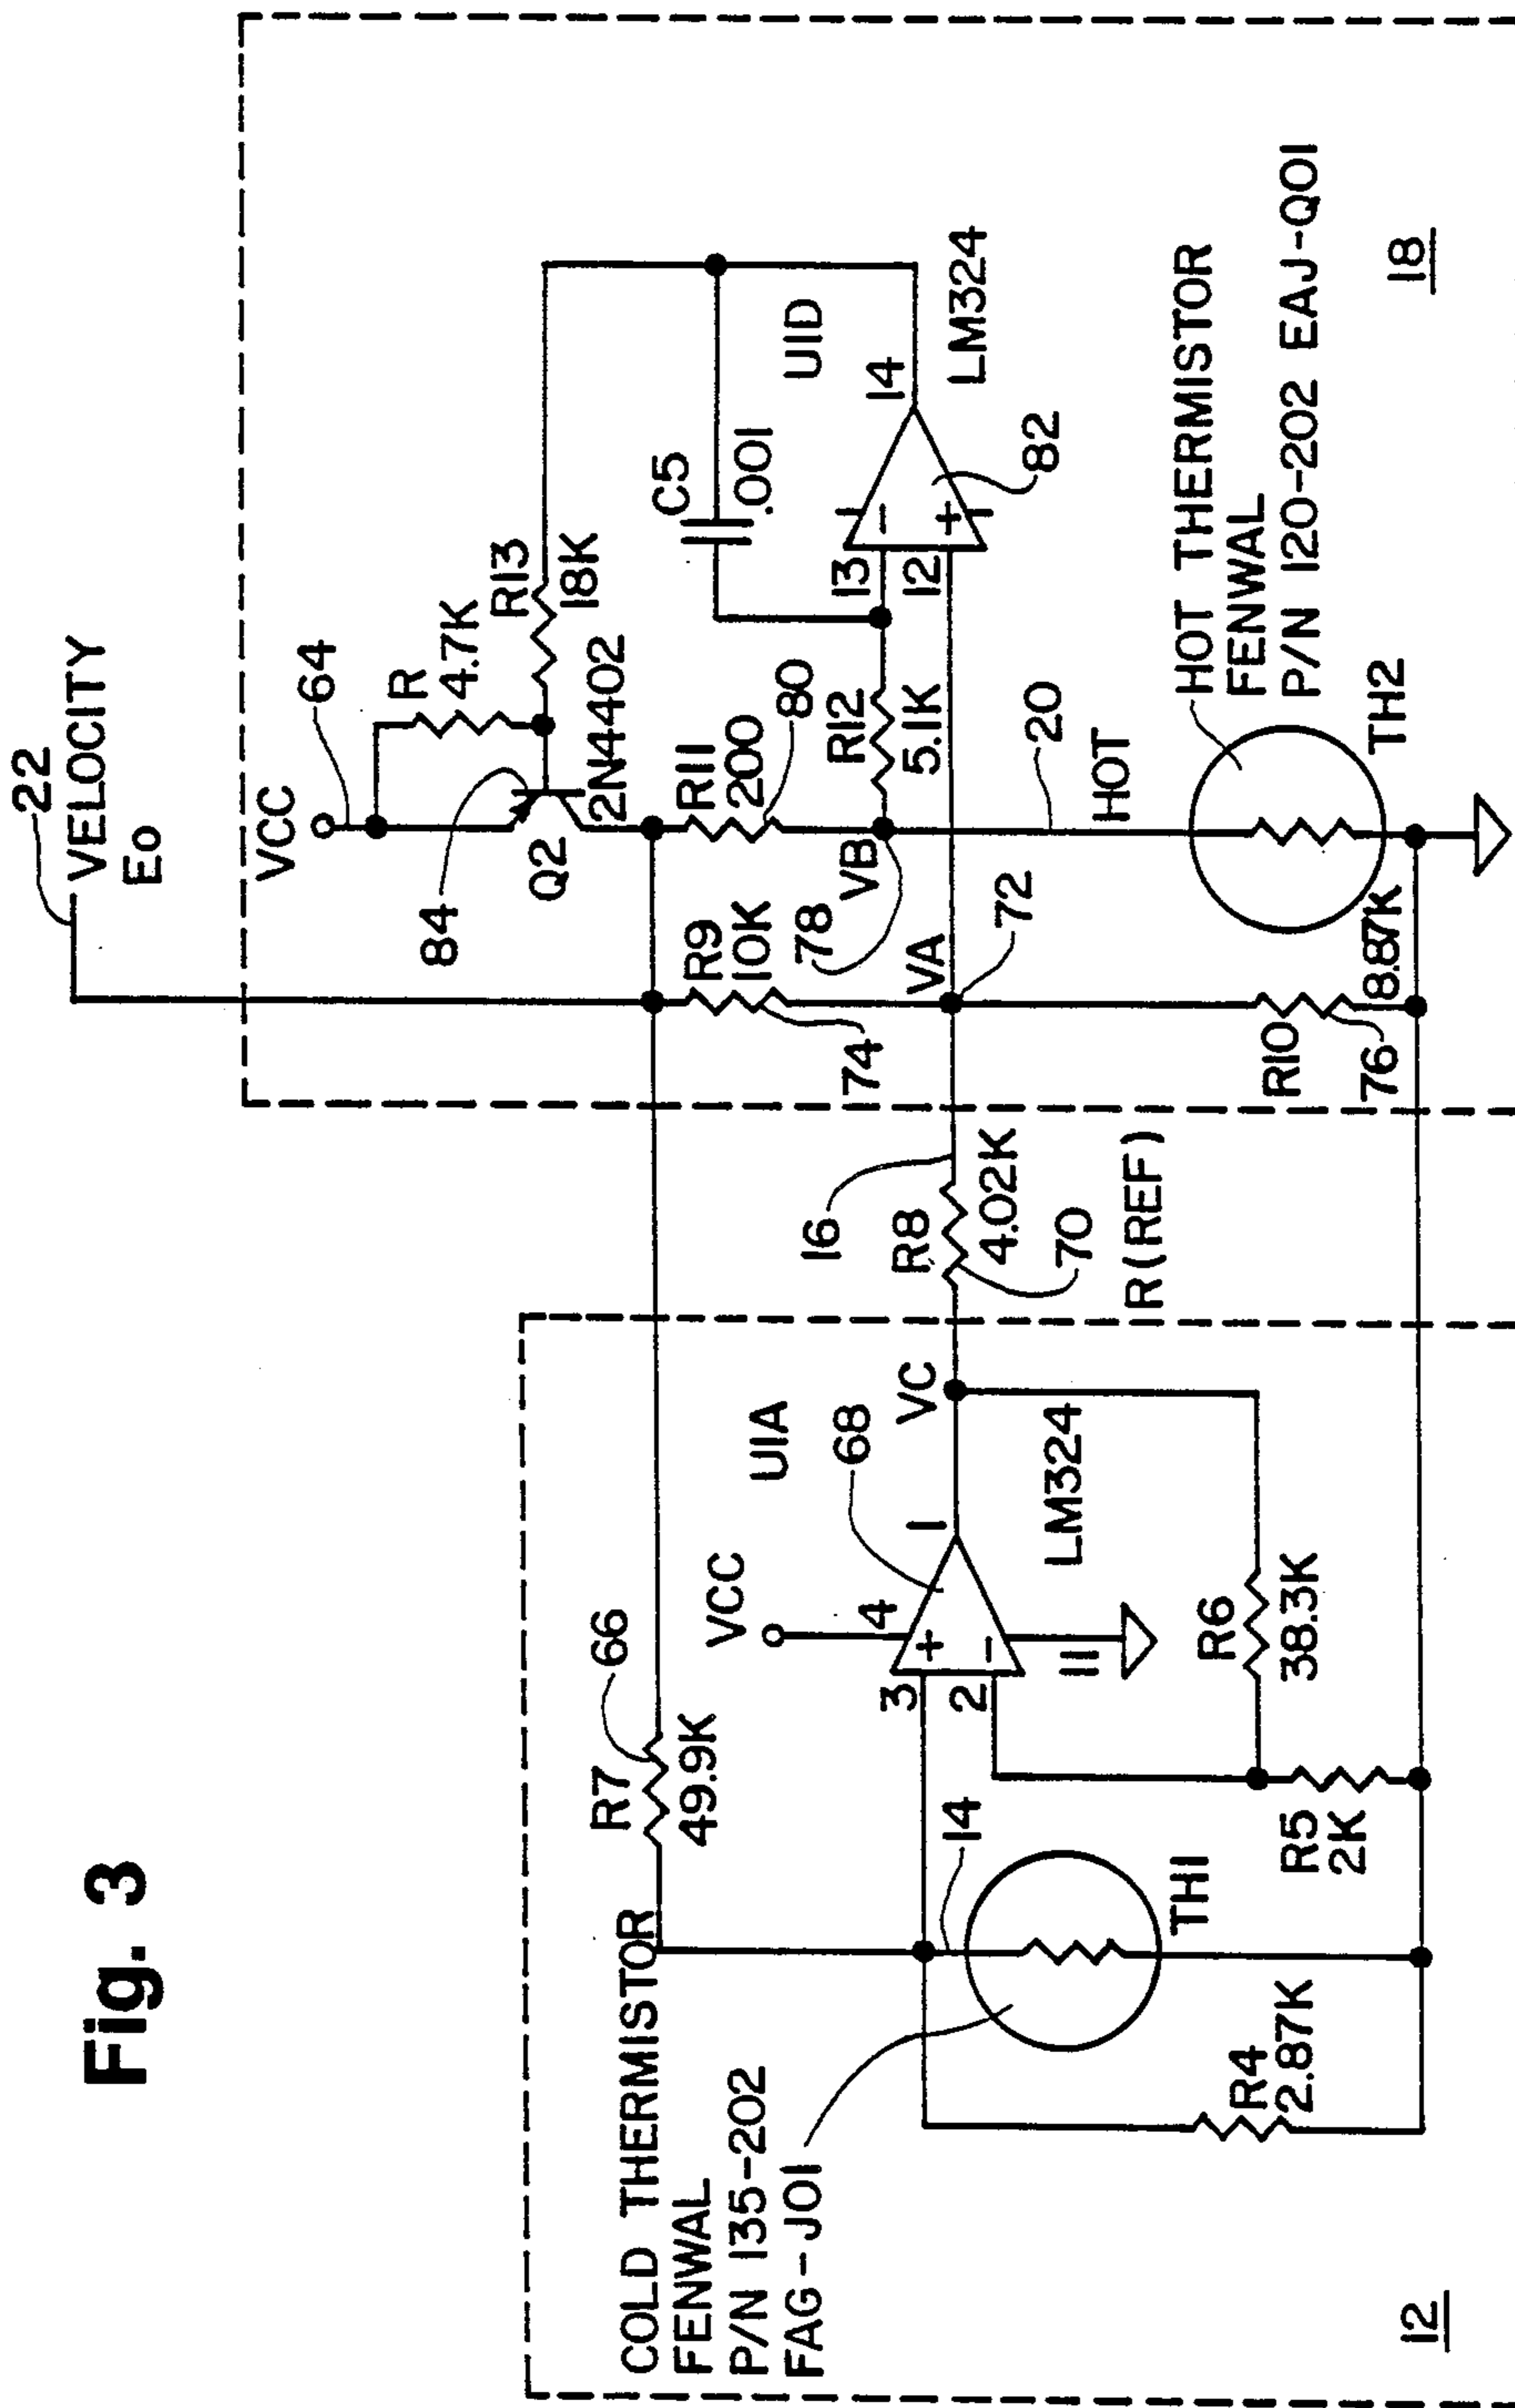 Fig. 3
22
VELOCITY
Eo
VCC
64
R
4.7K
R13
18K
84
Q2
2N4402
C5
.001
UID
R9
10K
R11
200
80
78
VB
R12
5.1K
13
12
14
LM324
82
74
VA
72
20
HOT
HOT THERMISTOR
FENWAL
P/N 120-202 EAJ-Q01
TH2
R10
8.87K
76
18
16
R8
4.02K
70
R(REF)
COLD THERMISTOR
FENWAL
P/N 135-202
FAG-J01
R7
49.9K
66
VCC
4
UIA
68
VC
3
2
1
11
LM324
14
TH1
R6
38.3K
R5
2K
R4
2.87K
12